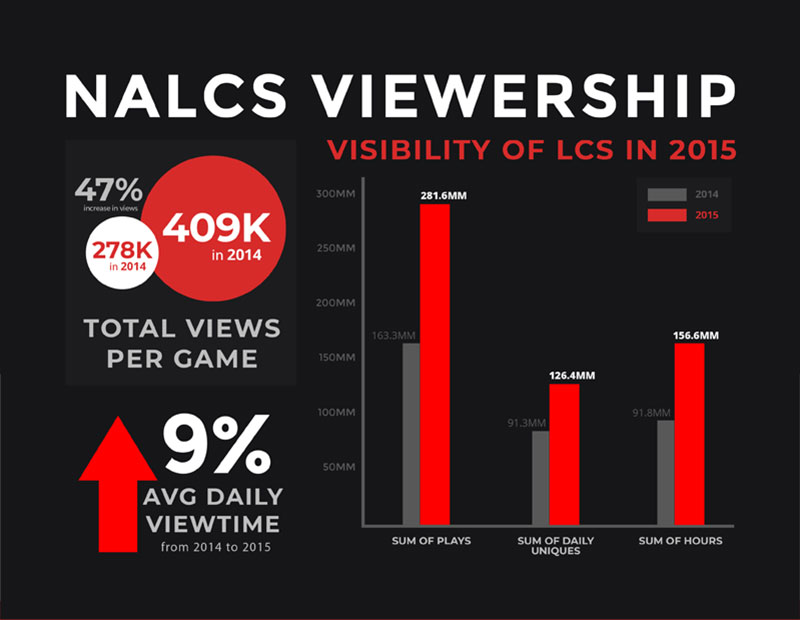 NALCS VIEWERSHIP
VISIBILITY OF LCS IN 2015
47%
increase in views
409K
in 2014
278K
in 2014
TOTAL VIEWS
PER GAME
9%
AVG DAILY
VIEWTIME
from 2014 to 2015
2014
2015
300MM
250MM
200MM
150MM
100MM
50MM
163.3MM
281.6MM
91.3MM
126.4MM
91.8MM
156.6MM
SUM OF PLAYS
SUM OF DAILY
UNIQUES
SUM OF HOURS